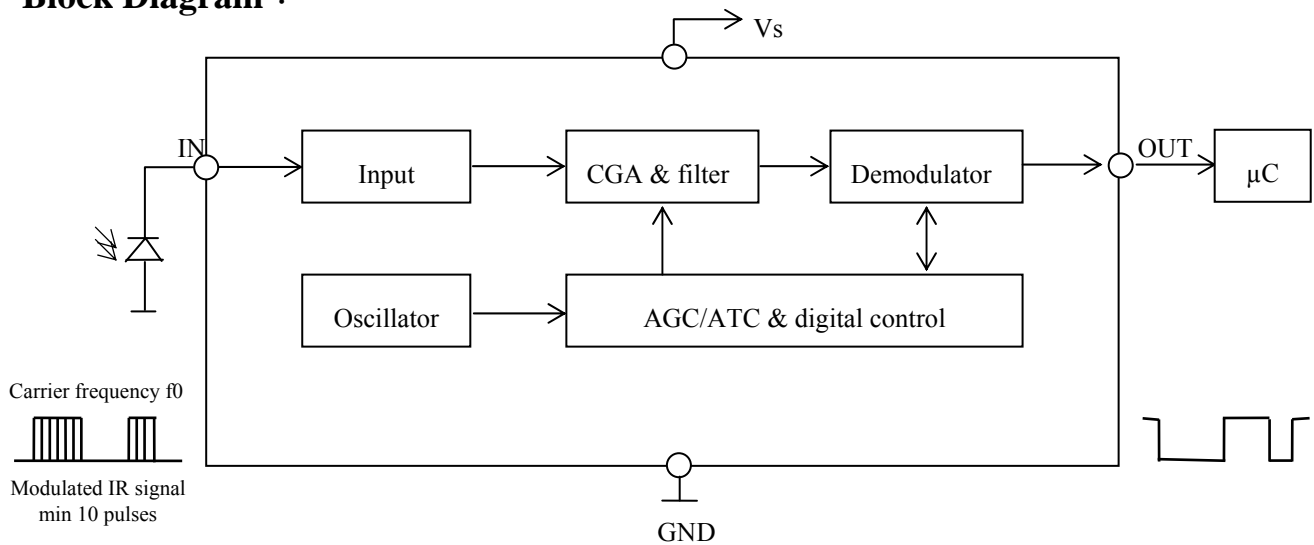 Block Diagram :
Vs
IN
Input
CGA & filter
Demodulator
OUT
µC
Oscillator
AGC/ATC & digital control
Carrier frequency f0
Modulated IR signal
min 10 pulses
GND